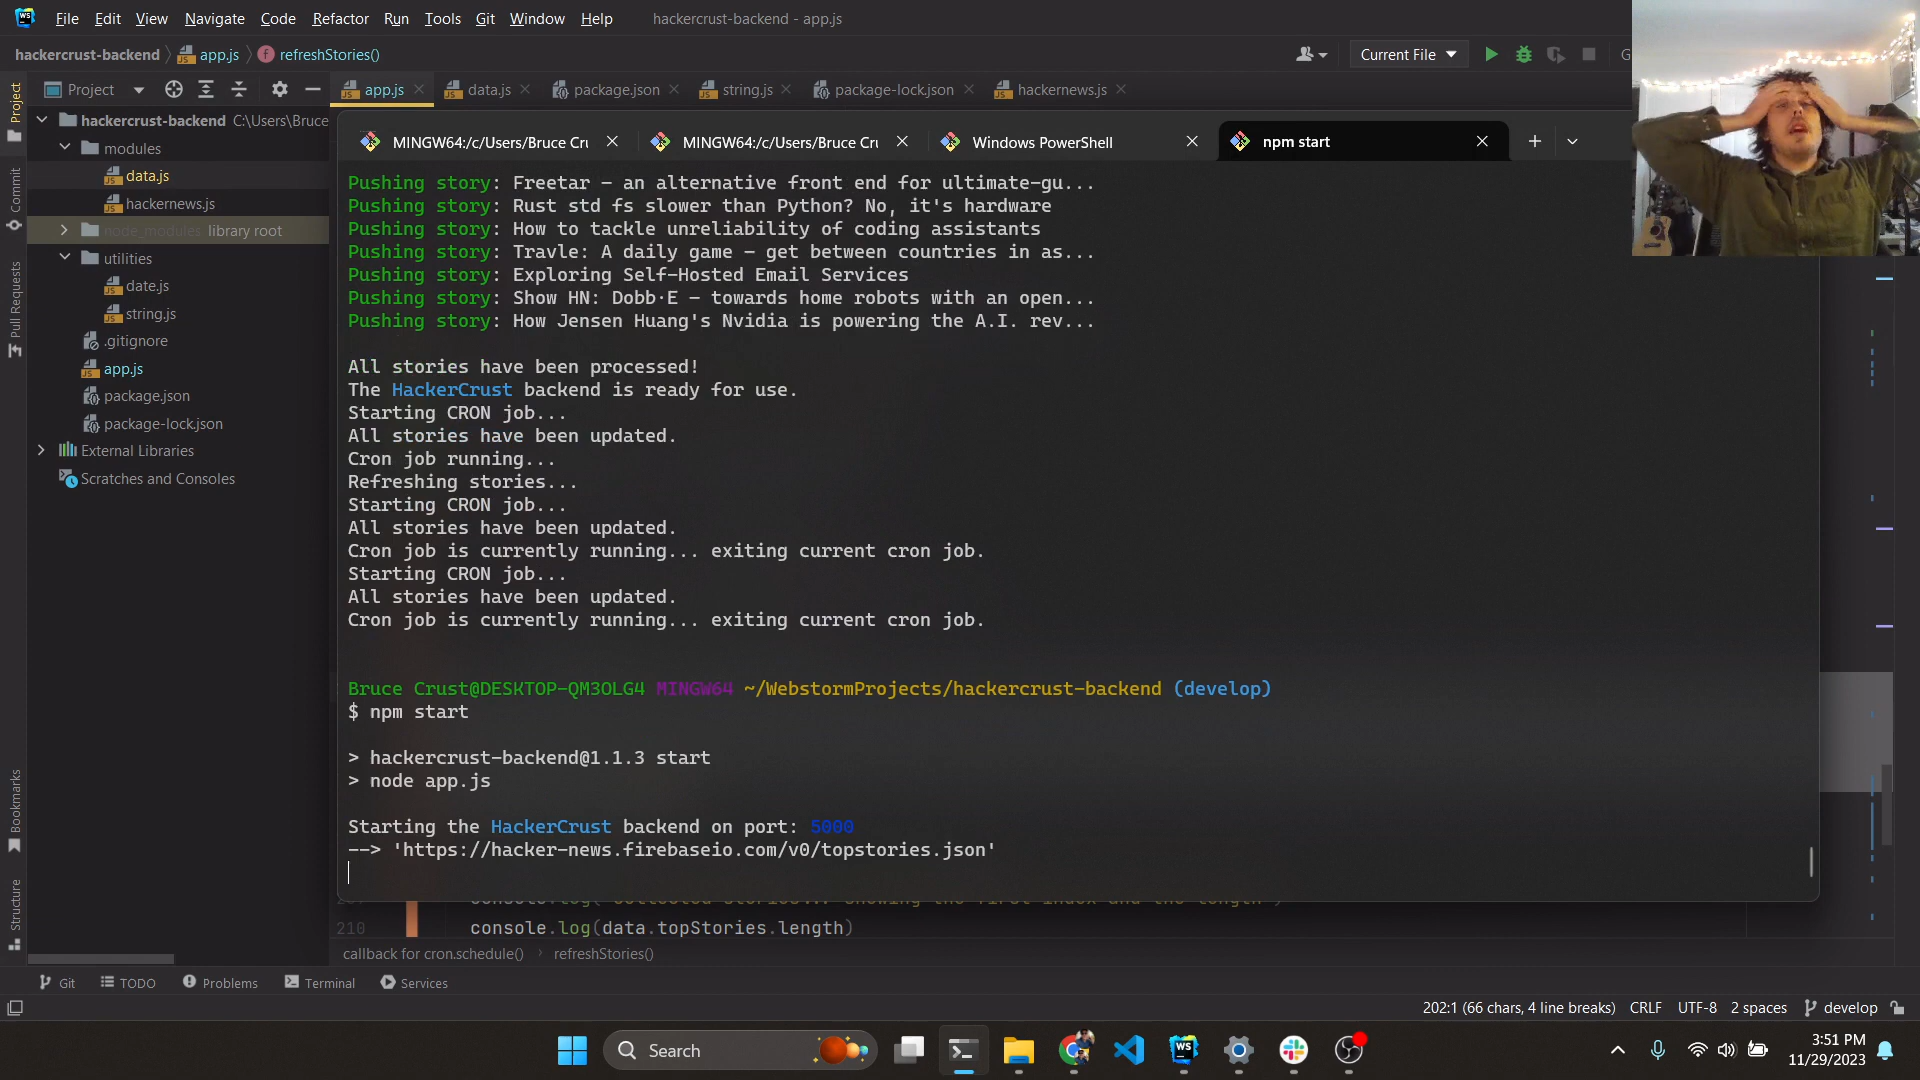 File Edit View Navigate Code Refactor Run Tools Git Window Help hackercrust-backend - app.js
hackercrust-backend app.js refreshStories() Current File
Project app.js data.js package.json string.js package-lock.json hackernews.js
hackercrust-backend C:\Users\Bruce
modules
data.js
hackernews.js
node_modules library root
utilities
date.js
string.js
.gitignore
app.js
package.json
package-lock.json
External Libraries
Scratches and Consoles
Project
Commit
Pull Requests
Bookmarks
Structure
MINGW64:/c/Users/Bruce Cru MINGW64:/c/Users/Bruce Cru Windows PowerShell npm start
Pushing story: Freetar – an alternative front end for ultimate-gu...
Pushing story: Rust std fs slower than Python? No, it's hardware
Pushing story: How to tackle unreliability of coding assistants
Pushing story: Travle: A daily game – get between countries in as...
Pushing story: Exploring Self-Hosted Email Services
Pushing story: Show HN: Dobb·E – towards home robots with an open...
Pushing story: How Jensen Huang's Nvidia is powering the A.I. rev...
All stories have been processed!
The HackerCrust backend is ready for use.
Starting CRON job...
All stories have been updated.
Cron job running...
Refreshing stories...
Starting CRON job...
All stories have been updated.
Cron job is currently running... exiting current cron job.
Starting CRON job...
All stories have been updated.
Cron job is currently running... exiting current cron job.
Bruce Crust@DESKTOP-QM3OLG4 MINGW64 ~/WebstormProjects/hackercrust-backend (develop)
$ npm start
> hackercrust-backend@1.1.3 start
> node app.js
Starting the HackerCrust backend on port: 5000
--> 'https://hacker-news.firebaseio.com/v0/topstories.json'
210 console.log(data.topStories.length)
callback for cron.schedule() refreshStories()
Git TODO Problems Terminal Services
202:1 (66 chars, 4 line breaks) CRLF UTF-8 2 spaces develop
Search
3:51 PM
11/29/2023